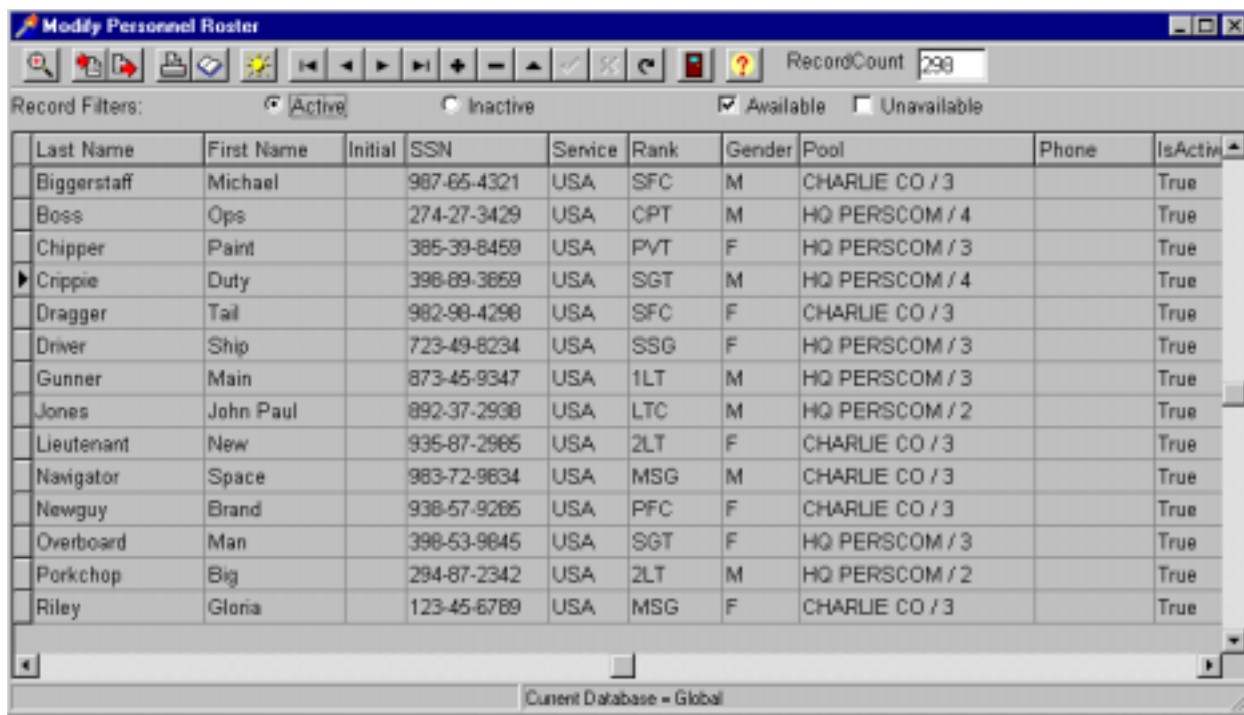 Modify Personnel Roster
RecordCount 298
Record Filters: Active Inactive Available Unavailable
Last Name First Name Initial SSN Service Rank Gender Pool Phone IsActive
Biggerstaff Michael 987-65-4321 USA SFC M CHARLIE CO / 3 True
Boss Ops 274-27-3429 USA CPT M HQ PERSCOM / 4 True
Chipper Paint 385-39-8459 USA PVT F HQ PERSCOM / 3 True
Crippie Duty 398-89-3859 USA SGT M HQ PERSCOM / 4 True
Dragger Tail 982-98-4298 USA SFC F CHARLIE CO / 3 True
Driver Ship 723-49-8234 USA SSG F HQ PERSCOM / 3 True
Gunner Main 873-45-9347 USA 1LT M HQ PERSCOM / 3 True
Jones John Paul 892-37-2938 USA LTC M HQ PERSCOM / 2 True
Lieutenant New 935-87-2985 USA 2LT F CHARLIE CO / 3 True
Navigator Space 983-72-9834 USA MSG M CHARLIE CO / 3 True
Newguy Brand 938-57-9285 USA PFC F CHARLIE CO / 3 True
Overboard Man 398-53-9845 USA SGT F HQ PERSCOM / 3 True
Porkchop Big 294-87-2342 USA 2LT M HQ PERSCOM / 2 True
Riley Gloria 123-45-6789 USA MSG F CHARLIE CO / 3 True
Current Database = Global